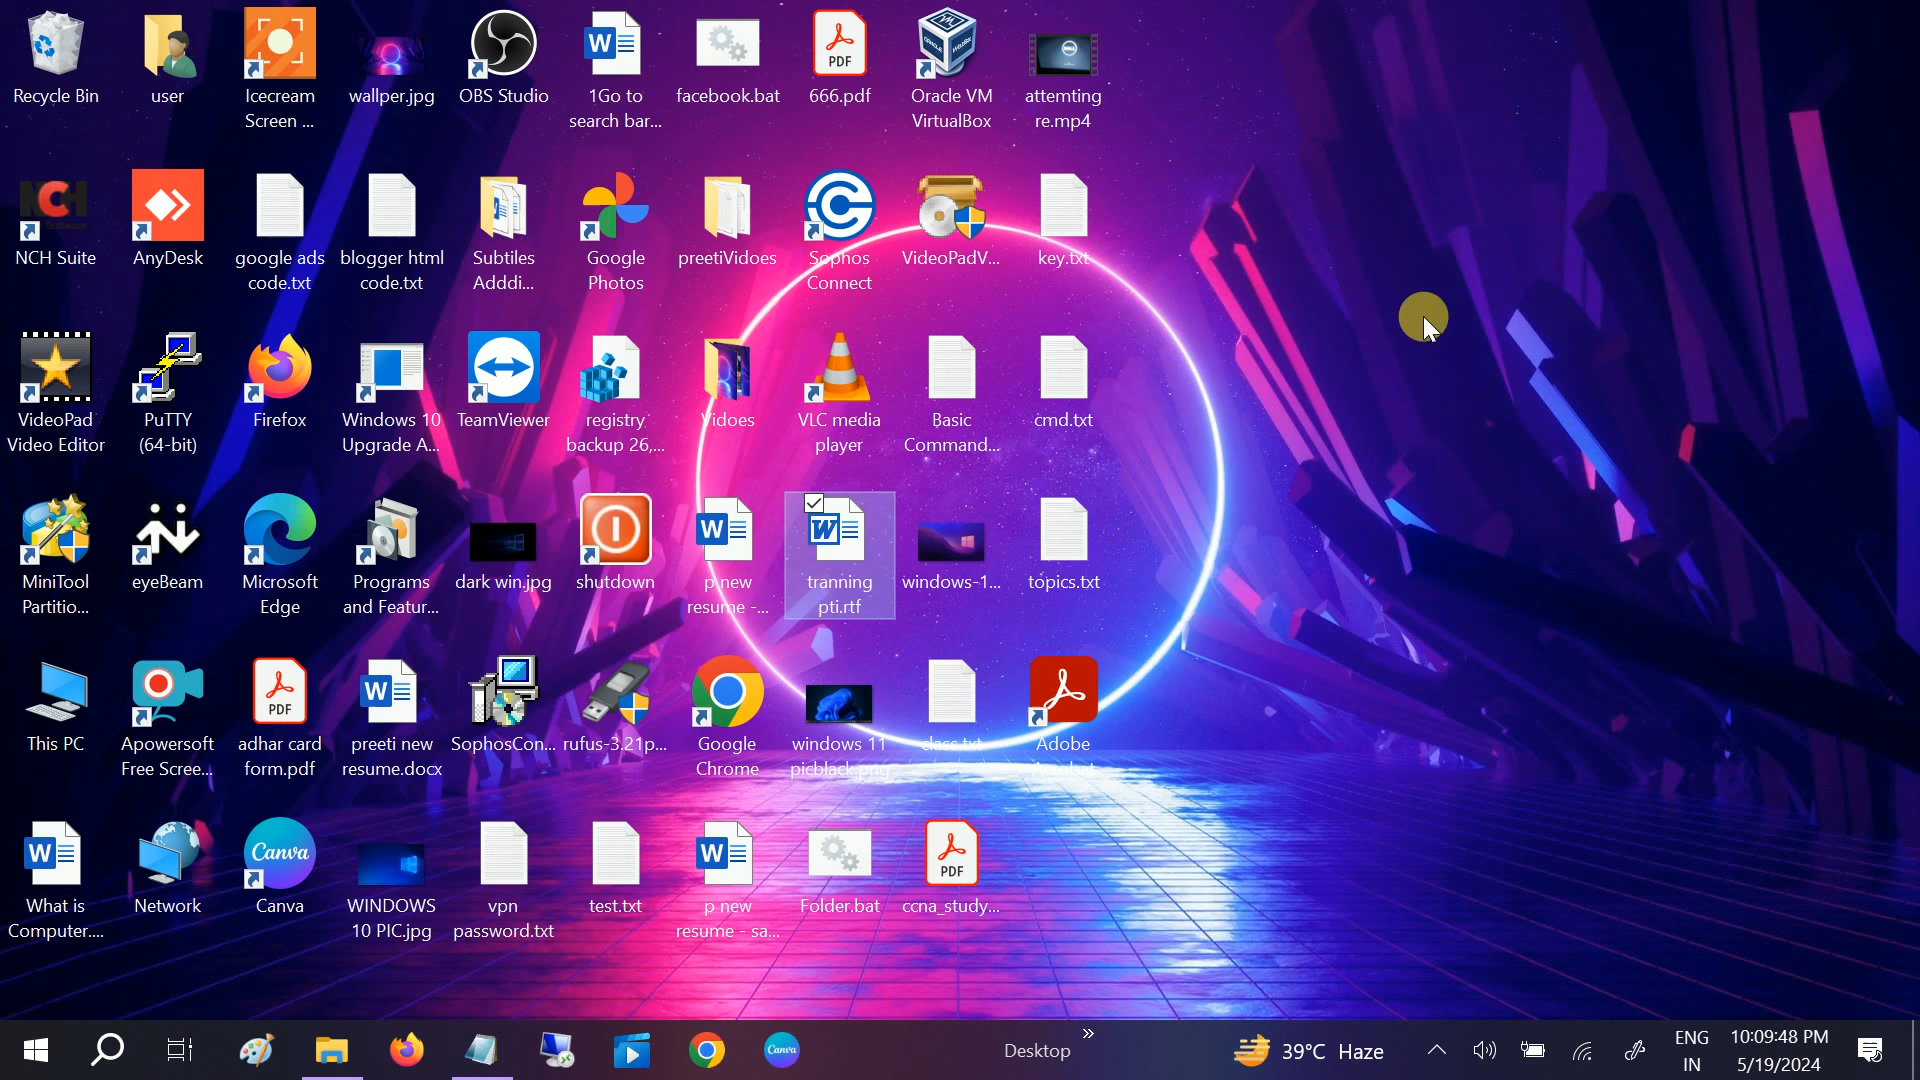 Recycle Bin
user
Icecream
Screen ...
wallper.jpg
OBS Studio
1Go to
search bar...
facebook.bat
666.pdf
Oracle VM
VirtualBox
attemting
re.mp4
NCH Suite
AnyDesk
google ads
code.txt
blogger html
code.txt
Subtiles
Adddi...
Google
Photos
preetiVidoes
Sophos
Connect
VideoPadV...
key.txt
VideoPad
Video Editor
PuTTY
(64-bit)
Firefox
Windows 10
Upgrade A...
TeamViewer
registry
backup 26,...
Vidoes
VLC media
player
Basic
Command...
cmd.txt
MiniTool
Partitio...
eyeBeam
Microsoft
Edge
Programs
and Featur...
dark win.jpg
shutdown
p new
resume -...
tranning
pti.rtf
windows-1...
topics.txt
This PC
Apowersoft
Free Scree...
adhar card
form.pdf
preeti new
resume.docx
SophosCon...
rufus-3.21p...
Google
Chrome
windows 11
picblack.png
class.txt
Adobe
Acrobat
What is
Computer....
Network
Canva
WINDOWS
10 PIC.jpg
vpn
password.txt
test.txt
p new
resume - sa...
Folder.bat
ccna_study...
Desktop
39°C Haze
ENG
IN
10:09:48 PM
5/19/2024